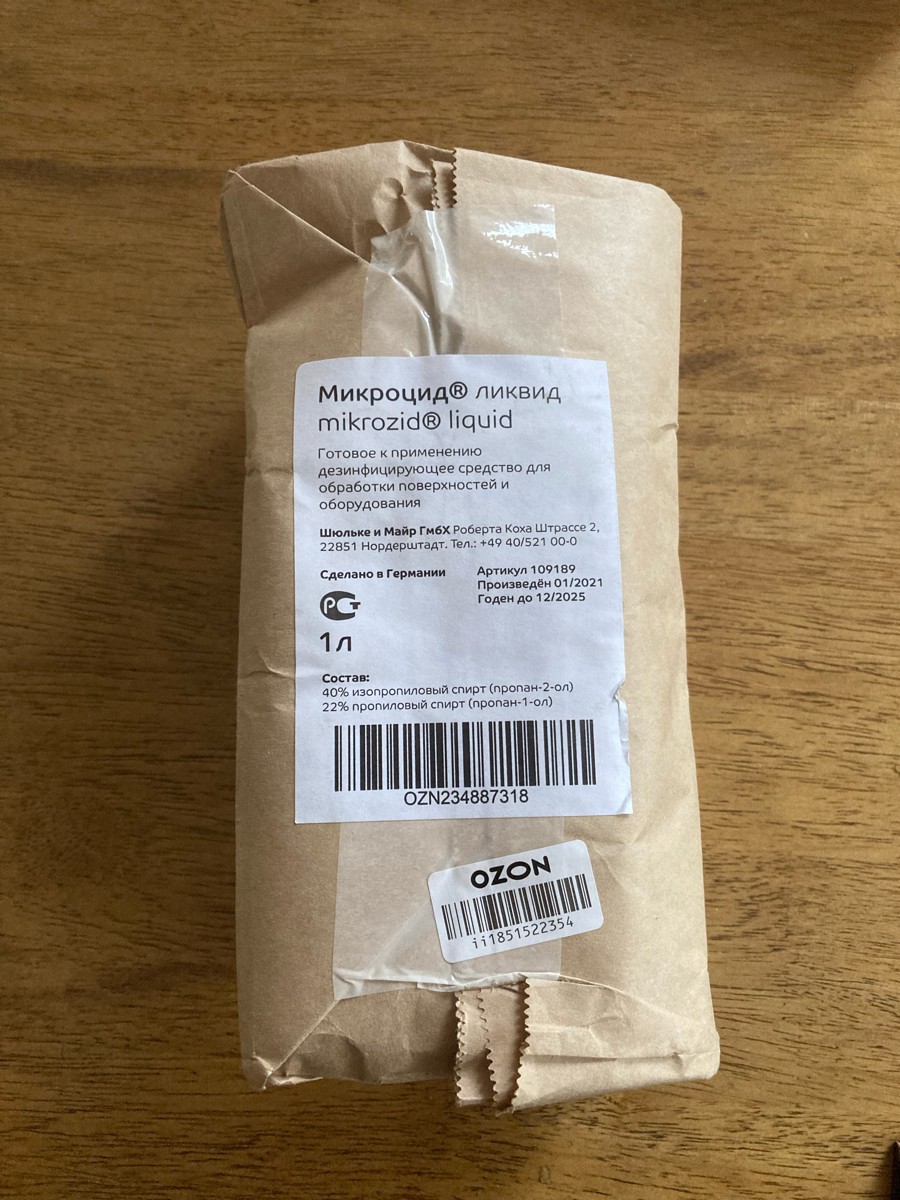 Микроцид® ликвид
mikrozid® liquid
Готовое к применению
дезинфицирующее средство для
обработки поверхностей и
оборудования
Шюльке и Майр ГмбХ Роберта Коха Штрассе 2,
22851 Нордерштадт. Тел.: +49 40/521 00-0
Сделано в Германии
Артикул 109189
Произведён 01/2021
Годен до 12/2025
РСТ
1 л
Состав:
40% изопропиловый спирт (пропан-2-ол)
22% пропиловый спирт (пропан-1-ол)
OZN234887318
OZON
ii1851522354